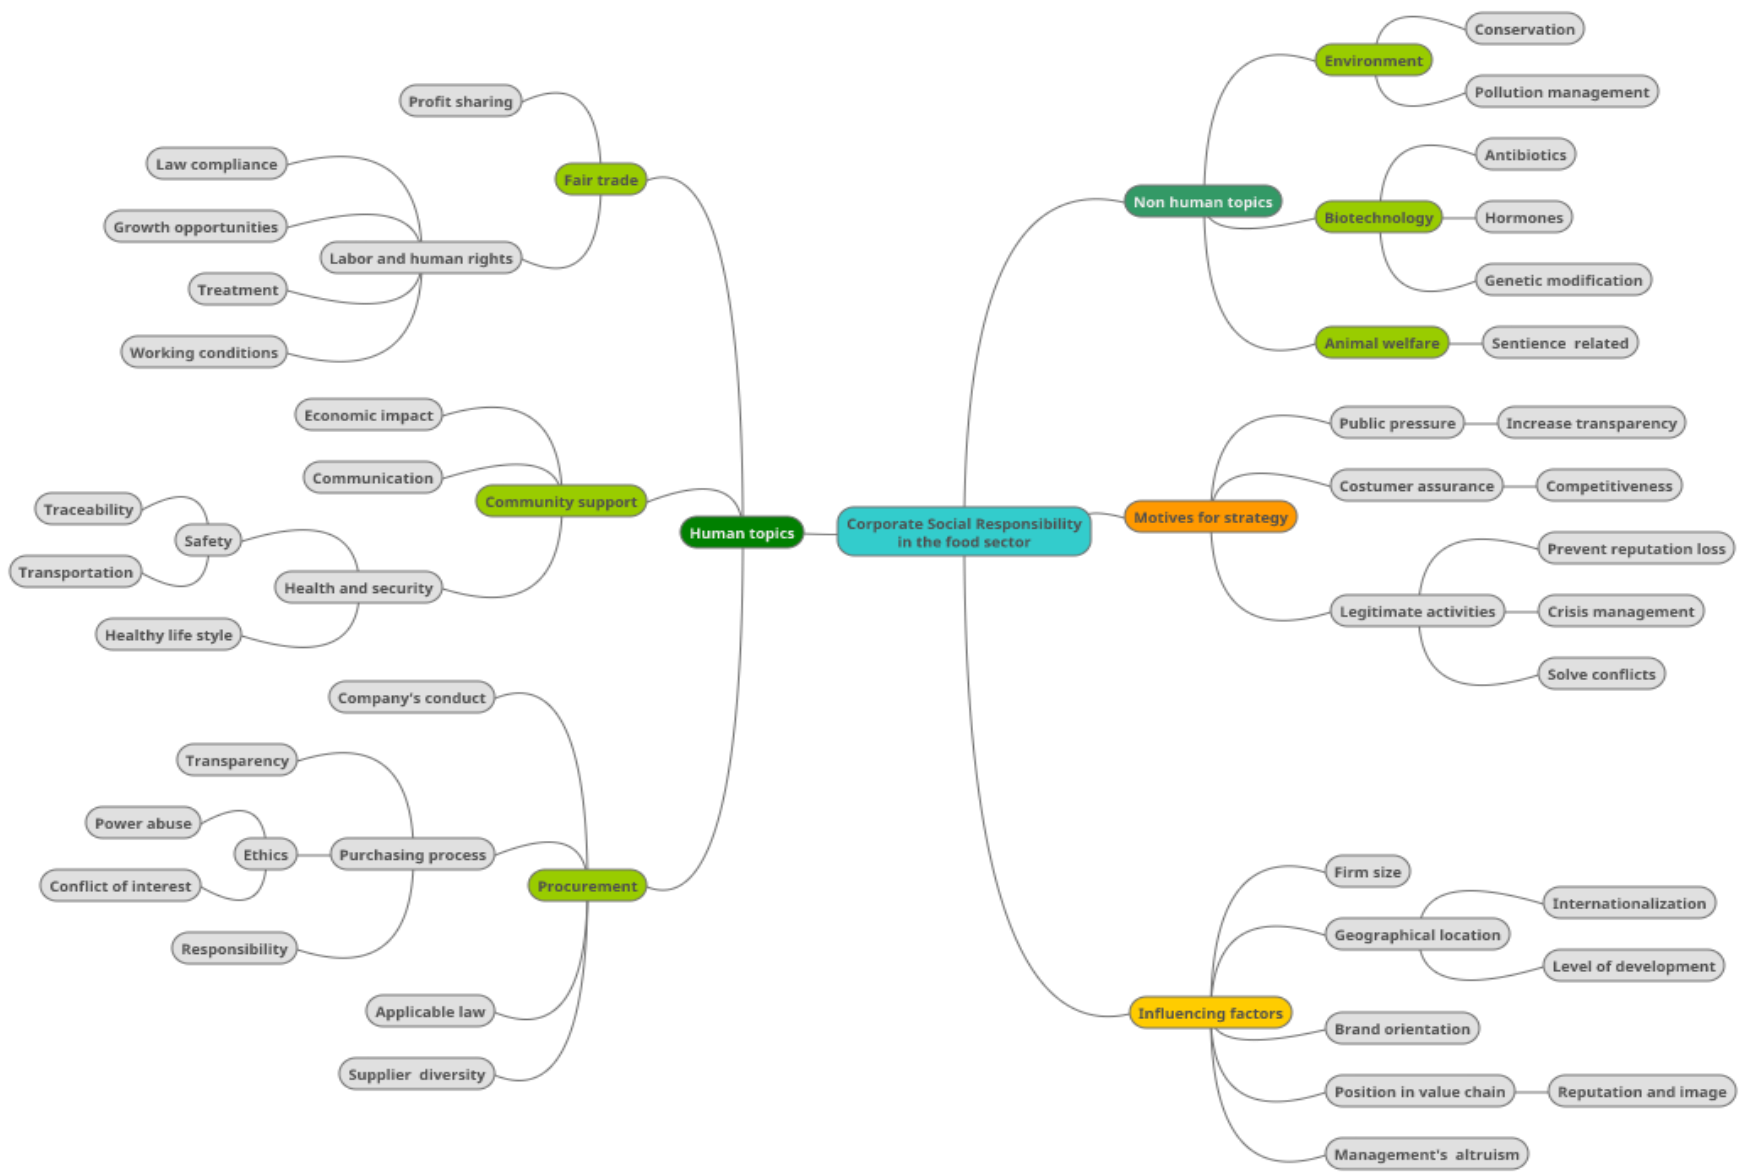 Corporate Social Responsibility
in the food sector
Human topics
Fair trade
Profit sharing
Labor and human rights
Law compliance
Growth opportunities
Treatment
Working conditions
Community support
Economic impact
Communication
Health and security
Safety
Traceability
Transportation
Healthy life style
Procurement
Company's conduct
Purchasing process
Transparency
Ethics
Power abuse
Conflict of interest
Responsibility
Applicable law
Supplier  diversity
Non human topics
Environment
Conservation
Pollution management
Biotechnology
Antibiotics
Hormones
Genetic modification
Animal welfare
Sentience  related
Motives for strategy
Public pressure
Increase transparency
Costumer assurance
Competitiveness
Legitimate activities
Prevent reputation loss
Crisis management
Solve conflicts
Influencing factors
Firm size
Geographical location
Internationalization
Level of development
Brand orientation
Position in value chain
Reputation and image
Management's  altruism